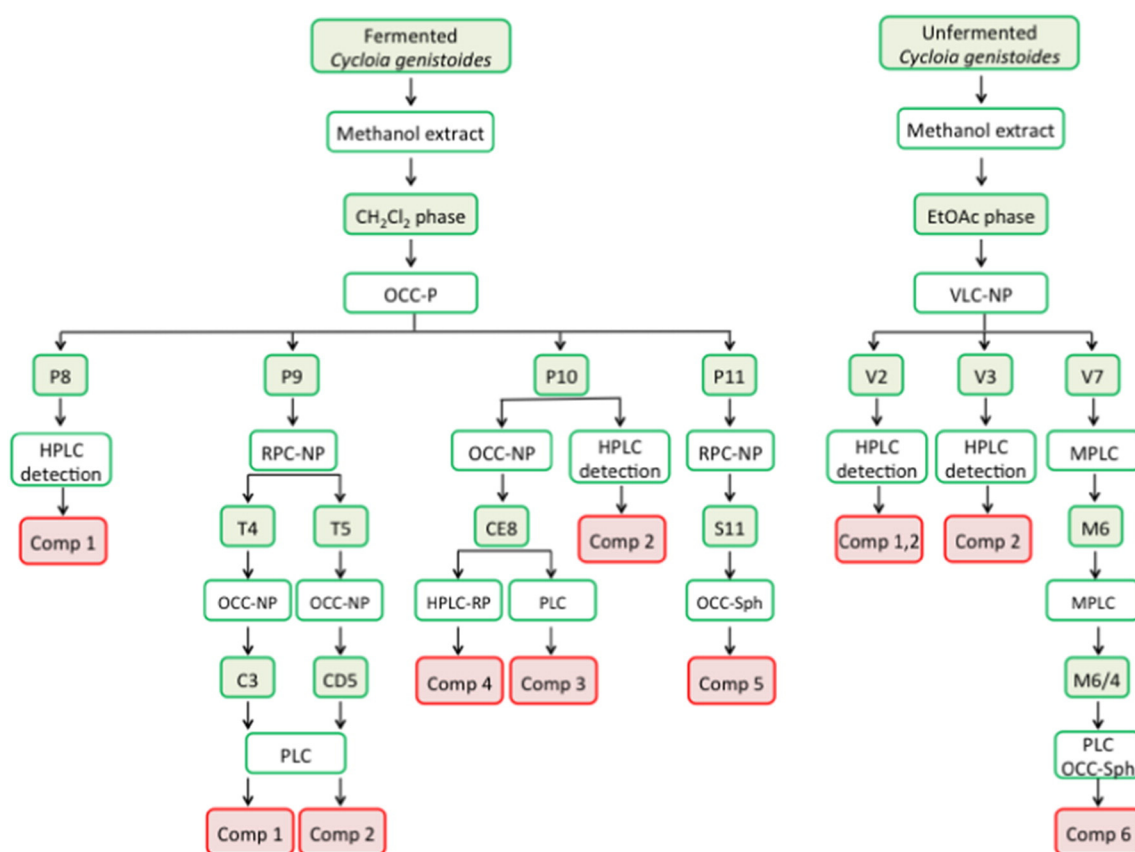 Fermented
Cycloia genistoides
Methanol extract
CH₂Cl₂ phase
OCC-P
P8
P9
P10
P11
HPLC
detection
RPC-NP
OCC-NP
HPLC
detection
RPC-NP
Comp 1
T4
T5
CE8
Comp 2
S11
OCC-NP
OCC-NP
HPLC-RP
PLC
OCC-Sph
C3
CD5
Comp 4
Comp 3
Comp 5
PLC
Comp 1
Comp 2
Unfermented
Cycloia genistoides
Methanol extract
EtOAc phase
VLC-NP
V2
V3
V7
HPLC
detection
HPLC
detection
MPLC
Comp 1,2
Comp 2
M6
MPLC
M6/4
PLC
OCC-Sph
Comp 6